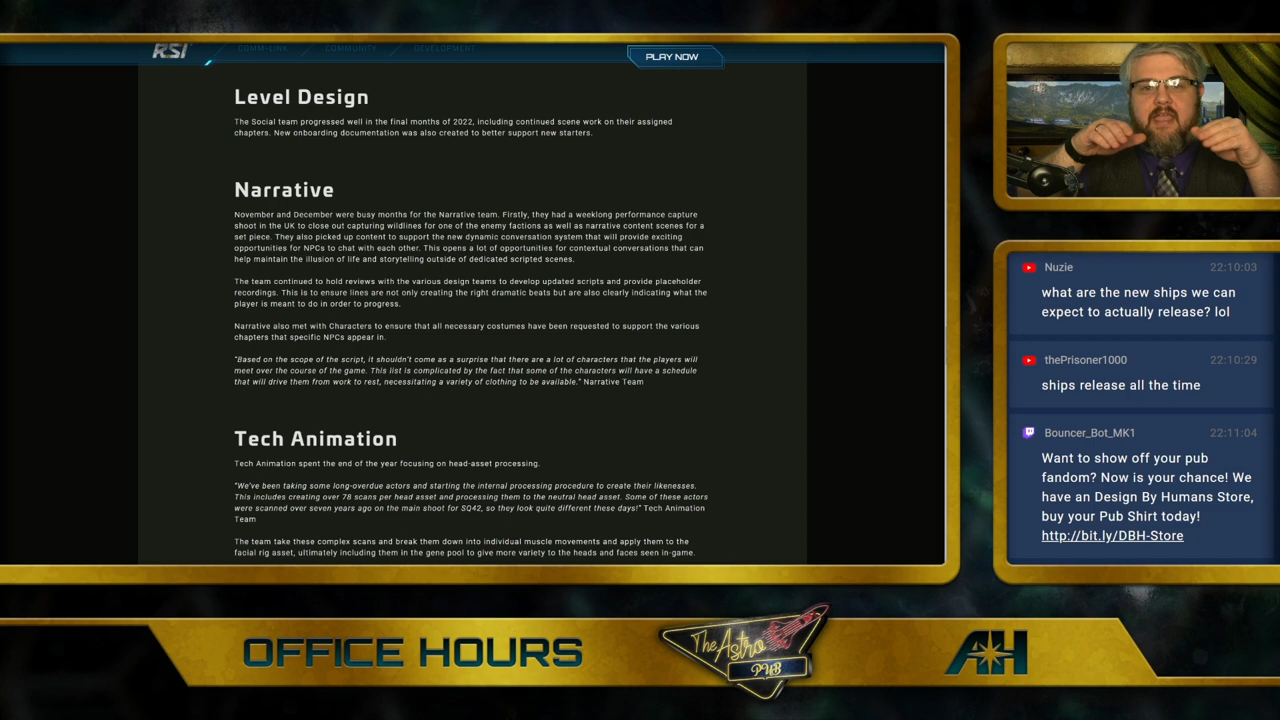 RSI
COMM-LINK
COMMUNITY
DEVELOPMENT
PLAY NOW
Level Design
The Social team progressed well in the final months of 2022, including continued scene work on their assigned
chapters. New onboarding documentation was also created to better support new starters.
Narrative
November and December were busy months for the Narrative team. Firstly, they had a weeklong performance capture
shoot in the UK to close out capturing wildlines for one of the enemy factions as well as narrative content scenes for a
set piece. They also picked up content to support the new dynamic conversation system that will provide exciting
opportunities for NPCs to chat with each other. This opens a lot of opportunities for contextual conversations that can
help maintain the illusion of life and storytelling outside of dedicated scripted scenes.
The team continued to hold reviews with the various design teams to develop updated scripts and provide placeholder
recordings. This is to ensure lines are not only creating the right dramatic beats but are also clearly indicating what the
player is meant to do in order to progress.
Narrative also met with Characters to ensure that all necessary costumes have been requested to support the various
chapters that specific NPCs appear in.
"Based on the scope of the script, it shouldn't come as a surprise that there are a lot of characters that the players will
meet over the course of the game. This list is complicated by the fact that some of the characters will have a schedule
that will drive them from work to rest, necessitating a variety of clothing to be available." Narrative Team
Tech Animation
Tech Animation spent the end of the year focusing on head-asset processing.
"We've been taking some long-overdue actors and starting the internal processing procedure to create their likenesses.
This includes creating over 78 scans per head asset and processing them to the neutral head asset. Some of these actors
were scanned over seven years ago on the main shoot for SQ42, so they look quite different these days!" Tech Animation
Team
The team take these complex scans and break them down into individual muscle movements and apply them to the
facial rig asset, ultimately including them in the gene pool to give more variety to the heads and faces seen in-game.
Nuzie 22:10:03
what are the new ships we can
expect to actually release? lol
thePrisoner1000 22:10:29
ships release all the time
Bouncer_Bot_MK1 22:11:04
Want to show off your pub
fandom? Now is your chance! We
have an Design By Humans Store,
buy your Pub Shirt today!
http://bit.ly/DBH-Store
OFFICE HOURS
The Astro
PUB
AH